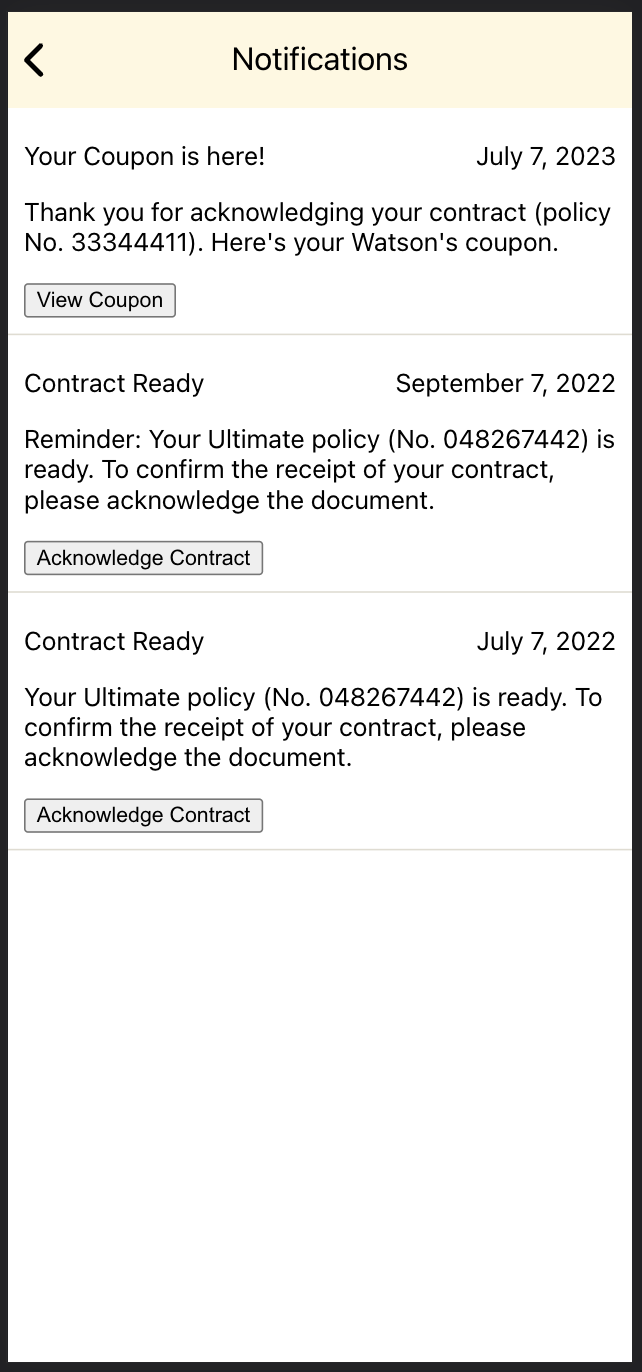 Notifications
Your Coupon is here! July 7, 2023
Thank you for acknowledging your contract (policy
No. 33344411). Here's your Watson's coupon.
View Coupon
Contract Ready September 7, 2022
Reminder: Your Ultimate policy (No. 048267442) is
ready. To confirm the receipt of your contract,
please acknowledge the document.
Acknowledge Contract
Contract Ready July 7, 2022
Your Ultimate policy (No. 048267442) is ready. To
confirm the receipt of your contract, please
acknowledge the document.
Acknowledge Contract